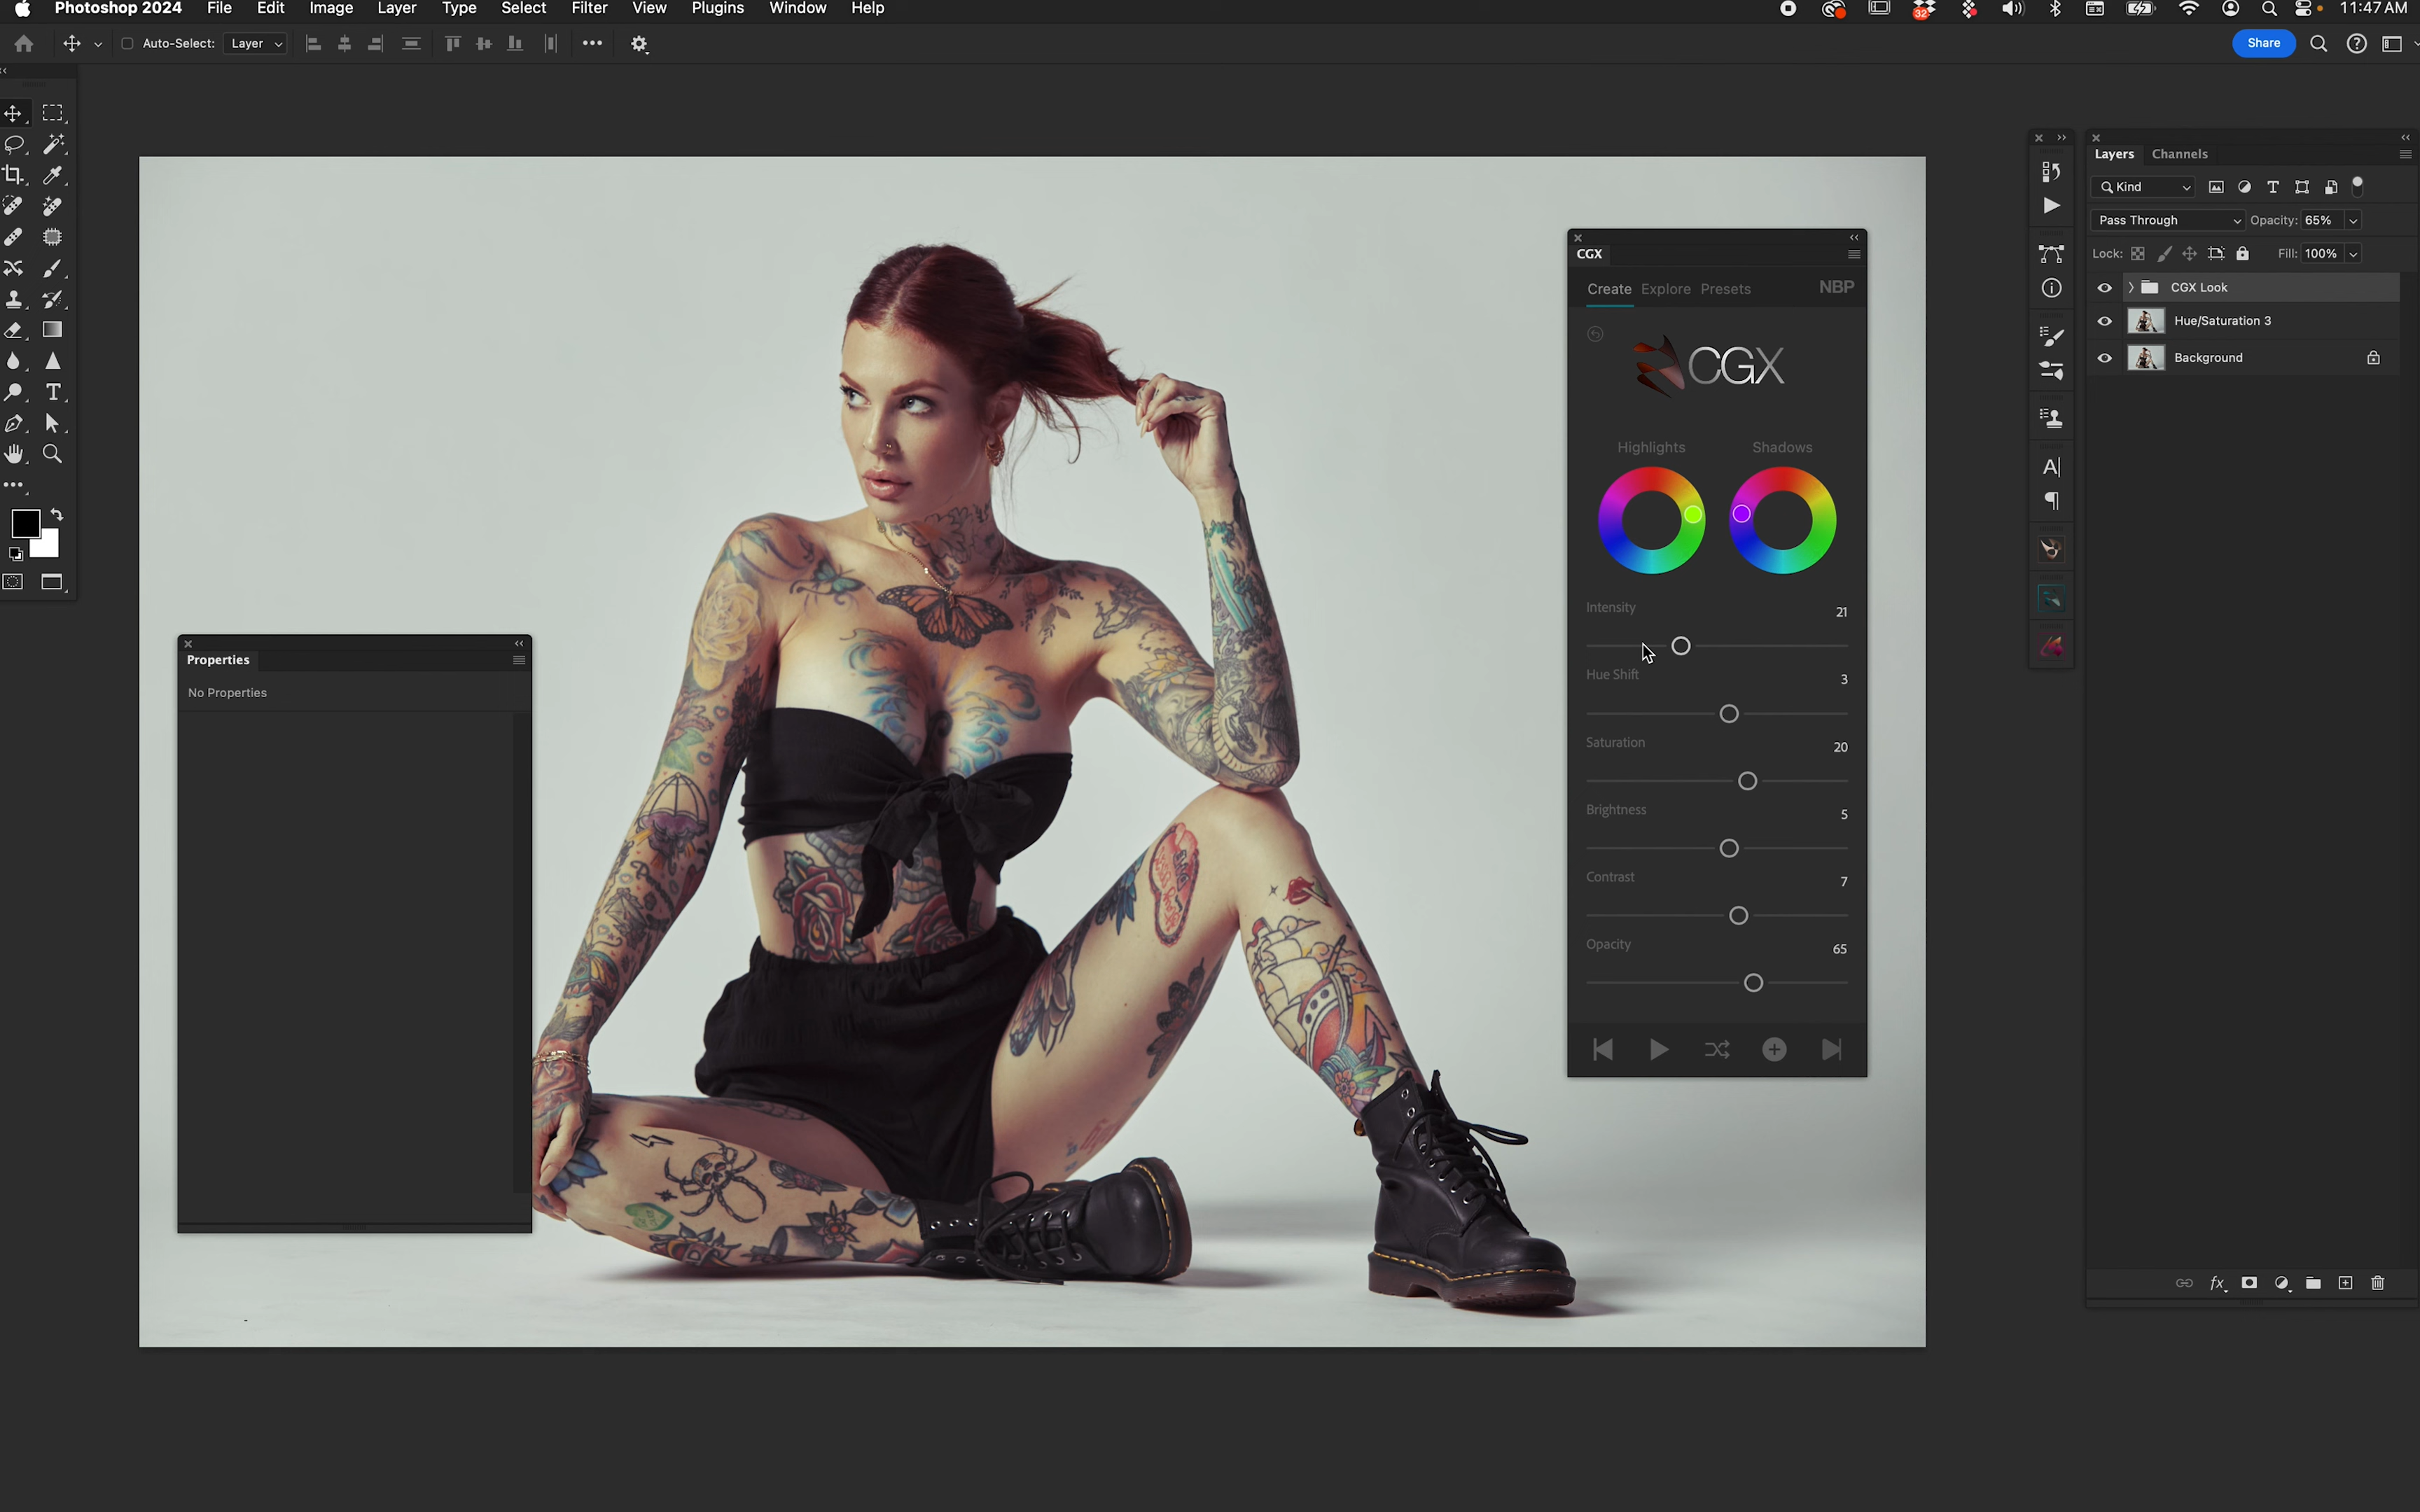 Photoshop 2024 File Edit Image Layer Type Select Filter View Plugins Window Help 32 11:47 AM
Auto-Select: Layer Share
Layers Channels
Kind
Pass Through Opacity: 65%
Lock: Fill: 100%
CGX Look
Hue/Saturation 3
Background
CGX
Create Explore Presets NBP
CGX
Highlights Shadows
Intensity 21
Hue Shift 3
Saturation 20
Brightness 5
Contrast 7
Opacity 65
Properties
No Properties